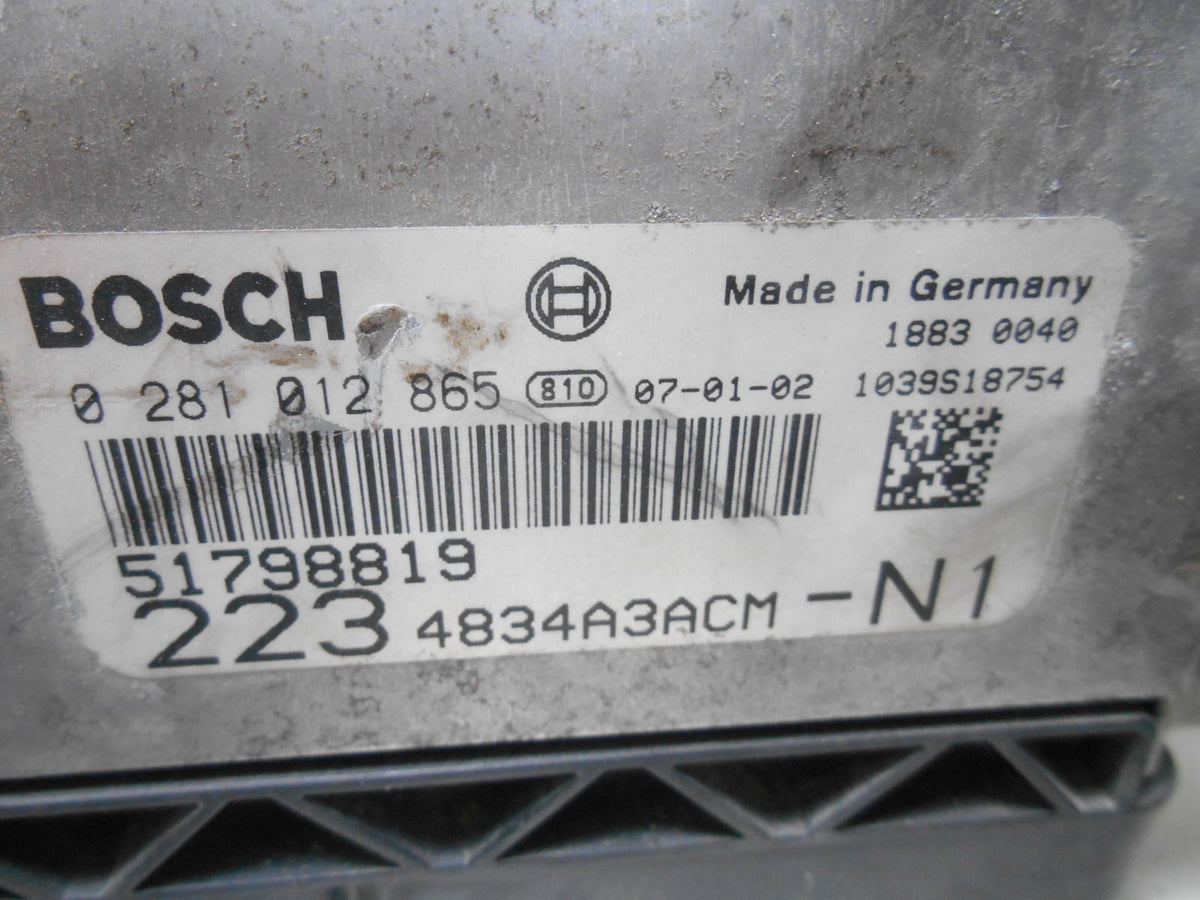 BOSCH
Made in Germany
1883 0040
0 281 012 865 810 07-01-02 1039S18754
51798819
223 4834A3ACM -N1